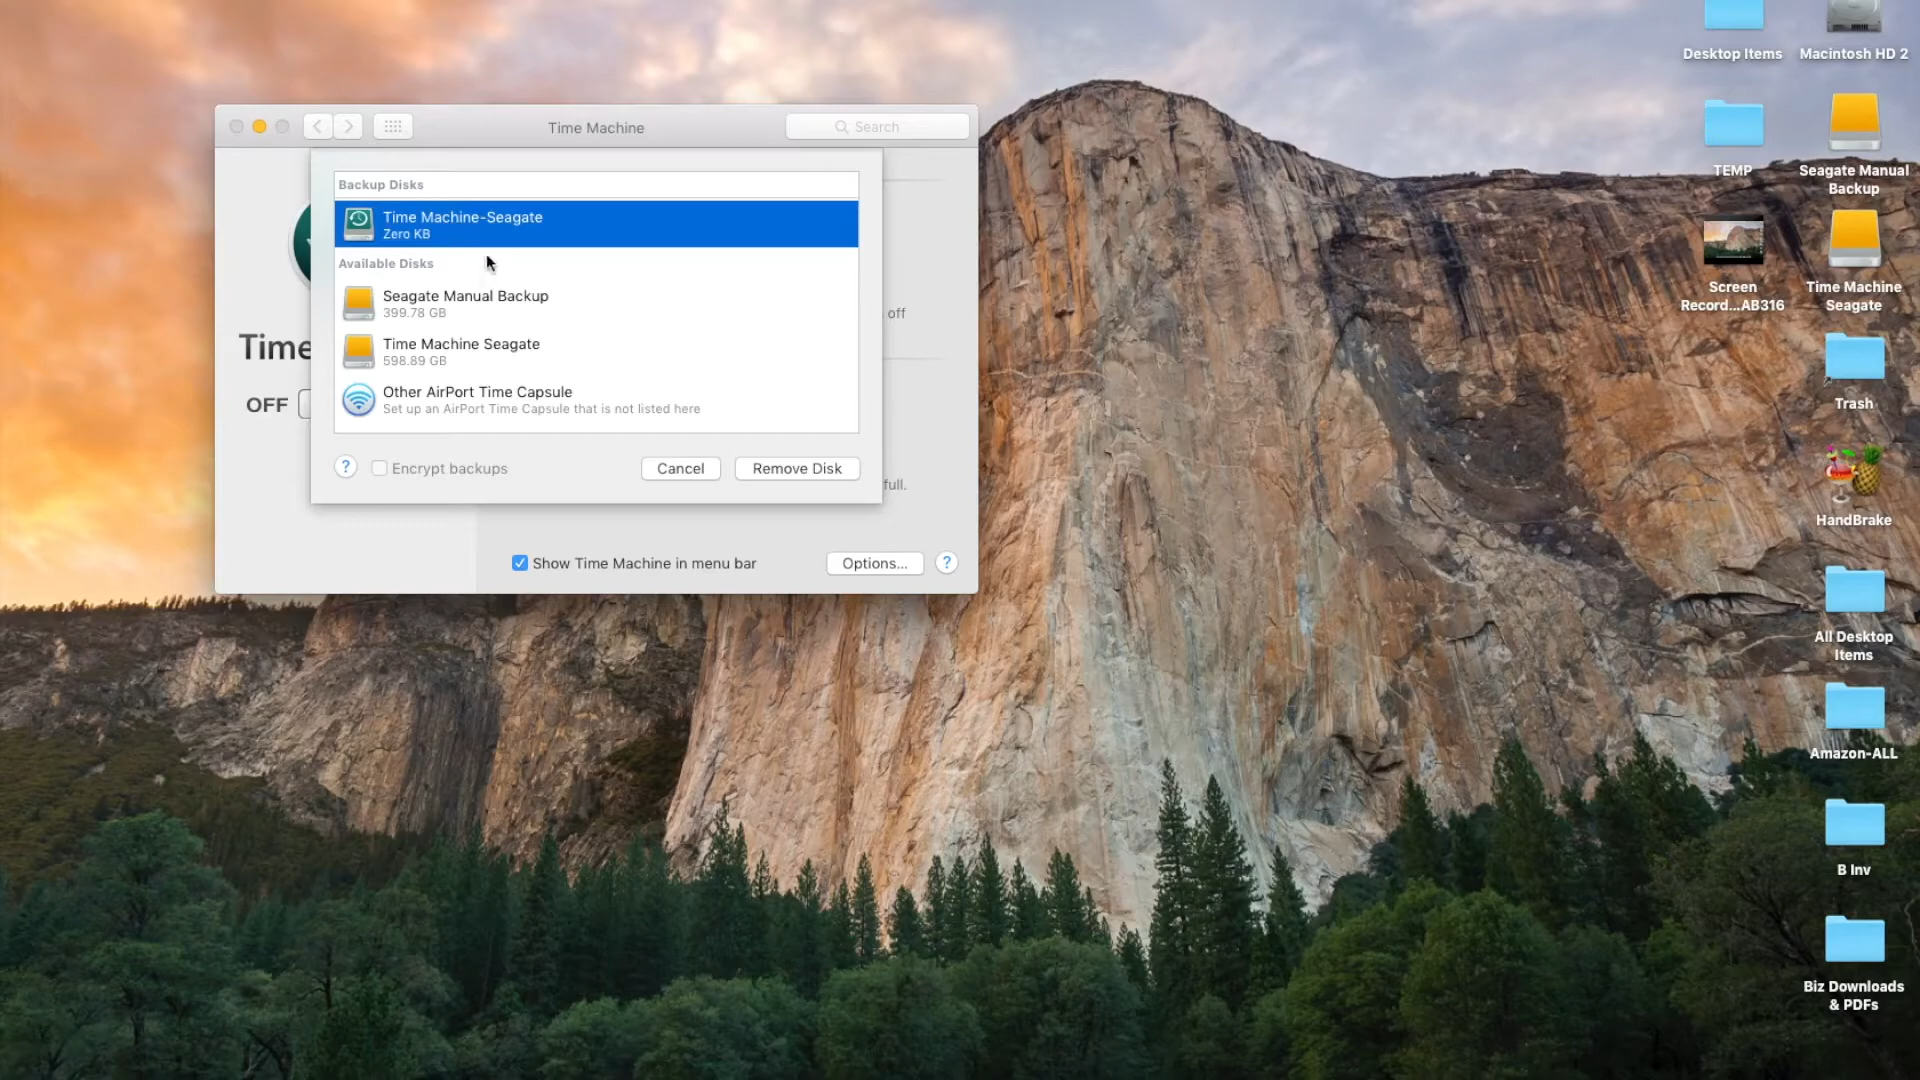 Time Machine
Search
Backup Disks
Time Machine-Seagate
Zero KB
Available Disks
Seagate Manual Backup
399.78 GB
Time Machine Seagate
598.89 GB
Other AirPort Time Capsule
Set up an AirPort Time Capsule that is not listed here
? Encrypt backups
Cancel
Remove Disk
Time
OFF
off
full.
Show Time Machine in menu bar
Options...
?
Desktop Items
Macintosh HD 2
TEMP
Seagate Manual
Backup
Screen
Record...AB316
Time Machine
Seagate
Trash
HandBrake
All Desktop
Items
Amazon-ALL
B Inv
Biz Downloads
& PDFs